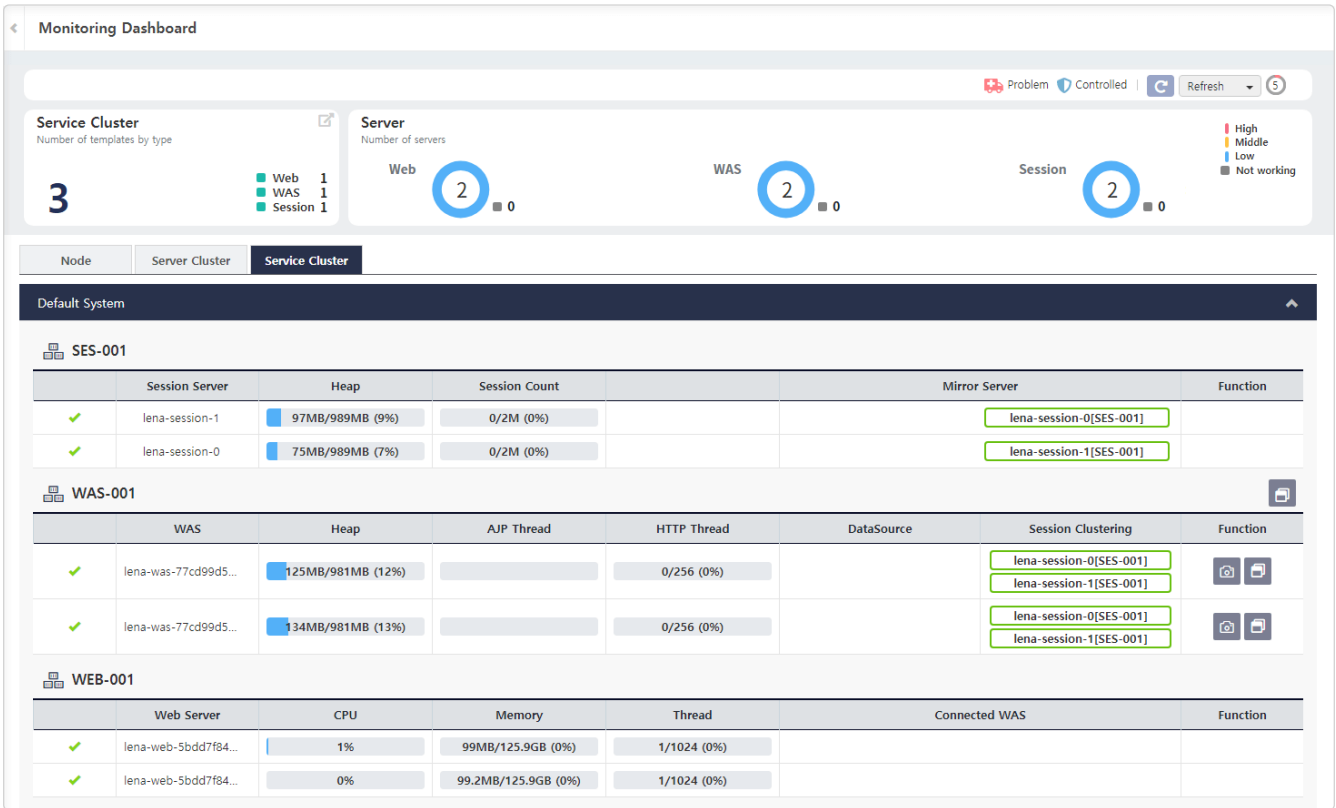 Monitoring Dashboard
Problem Controlled Refresh 5
Service Cluster
Number of templates by type
3
Web 1
WAS 1
Session 1
Server
Number of servers
Web 2 0
WAS 2 0
Session 2 0
High
Middle
Low
Not working
Node Server Cluster Service Cluster
Default System
SES-001
Session Server Heap Session Count Mirror Server Function
lena-session-1 97MB/989MB (9%) 0/2M (0%) lena-session-0[SES-001]
lena-session-0 75MB/989MB (7%) 0/2M (0%) lena-session-1[SES-001]
WAS-001
WAS Heap AJP Thread HTTP Thread DataSource Session Clustering Function
lena-was-77cd99d5... 125MB/981MB (12%) 0/256 (0%) lena-session-0[SES-001]
lena-session-1[SES-001]
lena-was-77cd99d5... 134MB/981MB (13%) 0/256 (0%) lena-session-0[SES-001]
lena-session-1[SES-001]
WEB-001
Web Server CPU Memory Thread Connected WAS Function
lena-web-5bdd7f84... 1% 99MB/125.9GB (0%) 1/1024 (0%)
lena-web-5bdd7f84... 0% 99.2MB/125.9GB (0%) 1/1024 (0%)